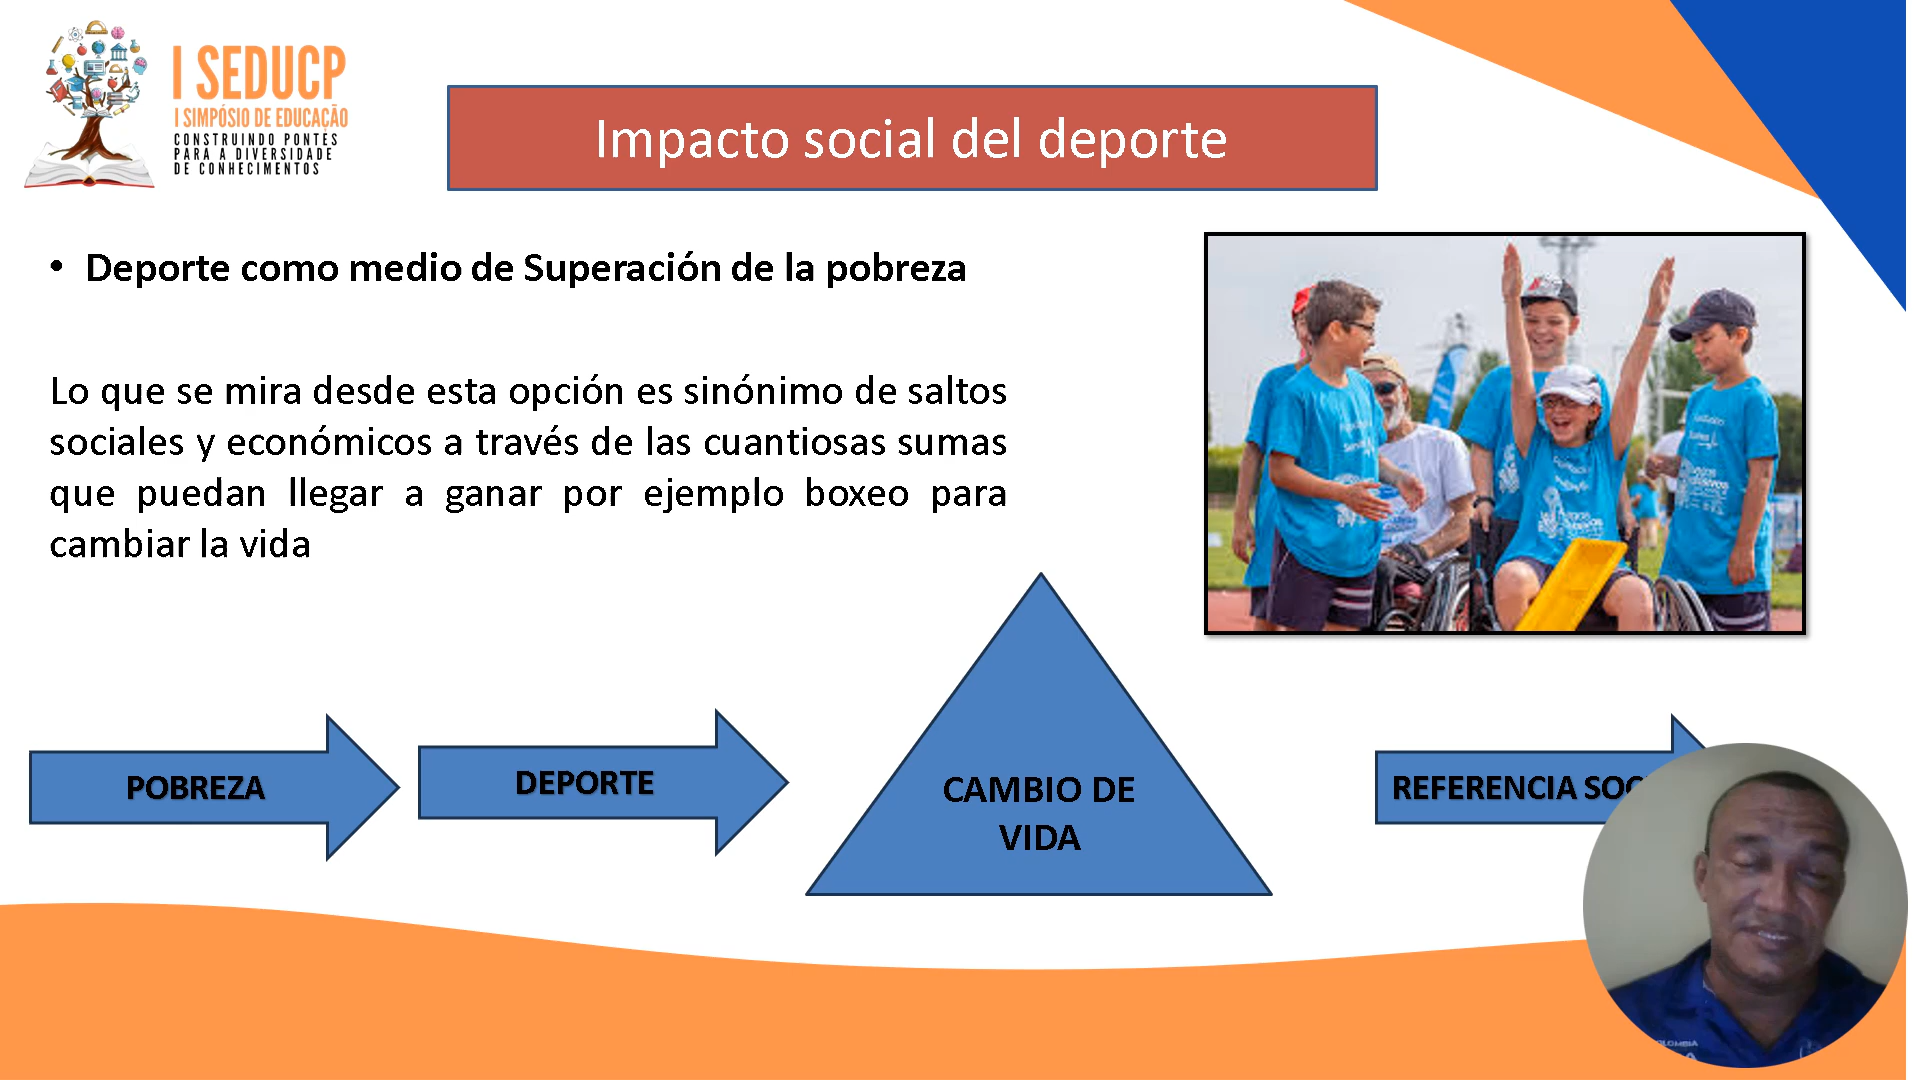 I SEDUCP
I SIMPÓSIO DE EDUCAÇÃO
CONSTRUINDO PONTES
PARA A DIVERSIDADE
DE CONHECIMENTOS
Impacto social del deporte
• Deporte como medio de Superación de la pobreza
Lo que se mira desde esta opción es sinónimo de saltos
sociales y económicos a través de las cuantiosas sumas
que puedan llegar a ganar por ejemplo boxeo para
cambiar la vida
POBREZA
DEPORTE
CAMBIO DE
VIDA
REFERENCIA